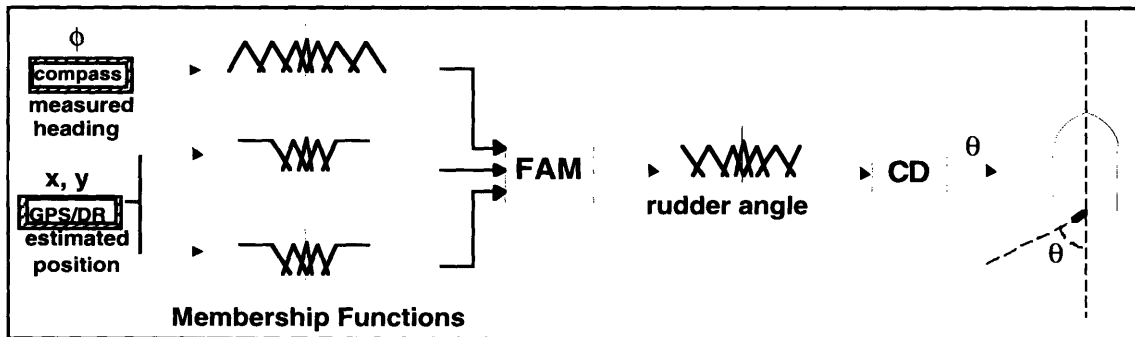 ϕ
compass
measured
heading
x, y
GPS/DR
estimated
position
Membership Functions
FAM
rudder angle
CD
θ
θ